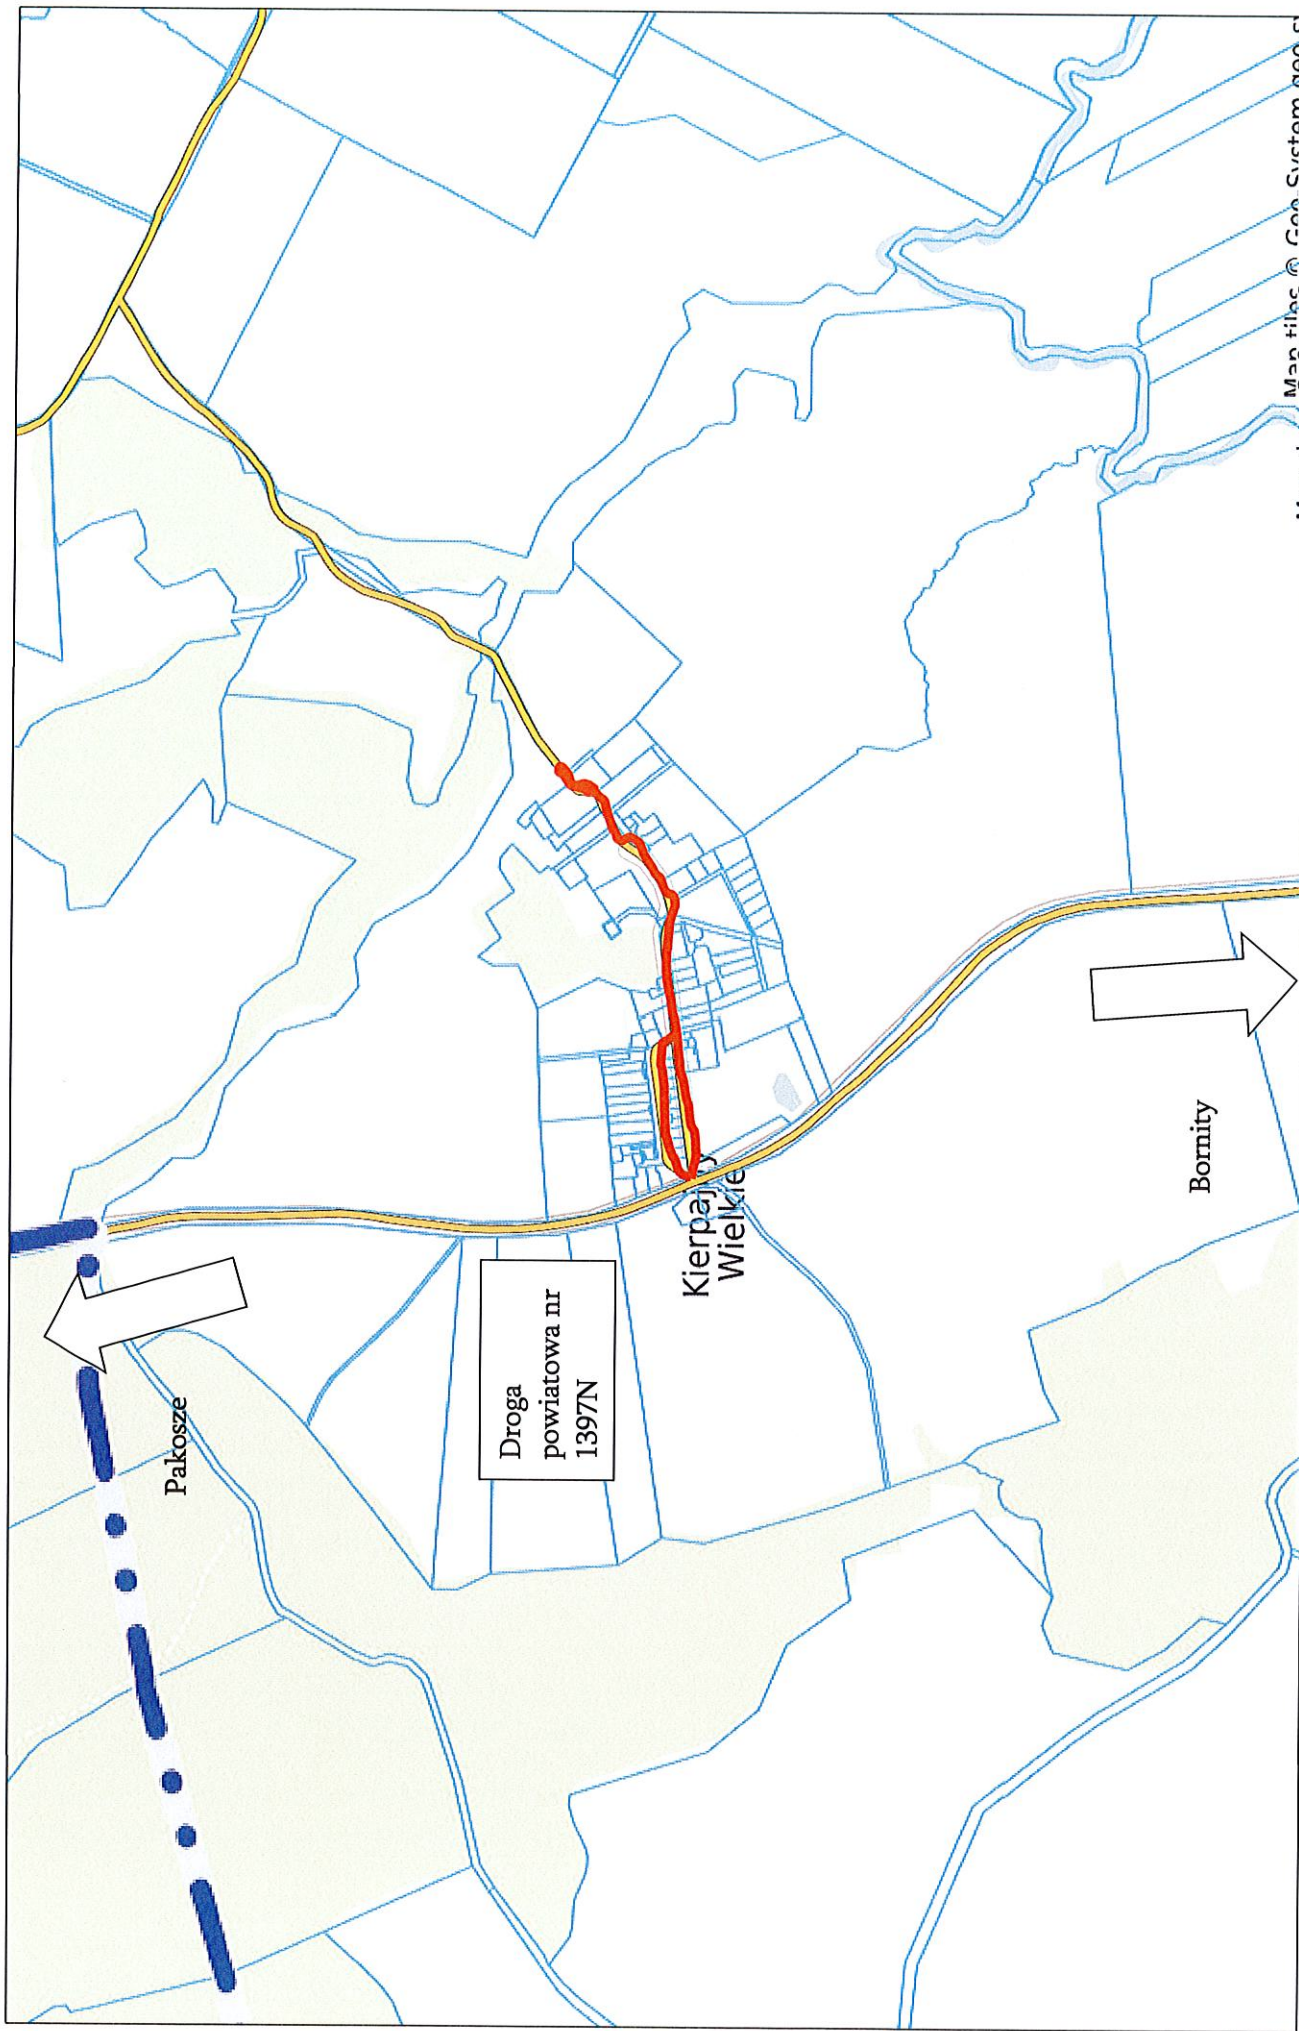 Pakosze
Droga
powiatowa nr
1397N
Kierpajny
Wielkie
Bornity
Map tiles © Geo-System